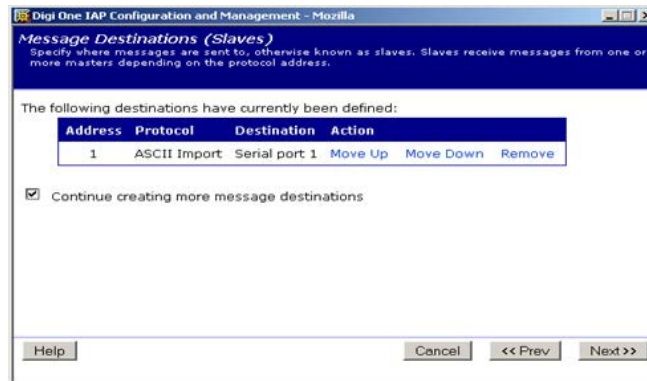 Digi One IAP Configuration and Management - Mozilla
Message Destinations (Slaves)
Specify where messages are sent to, otherwise known as slaves. Slaves receive messages from one or
more masters depending on the protocol address.
The following destinations have currently been defined:
Address Protocol Destination Action
1 ASCII Import Serial port 1 Move Up Move Down Remove
Continue creating more message destinations
Help Cancel << Prev Next >>